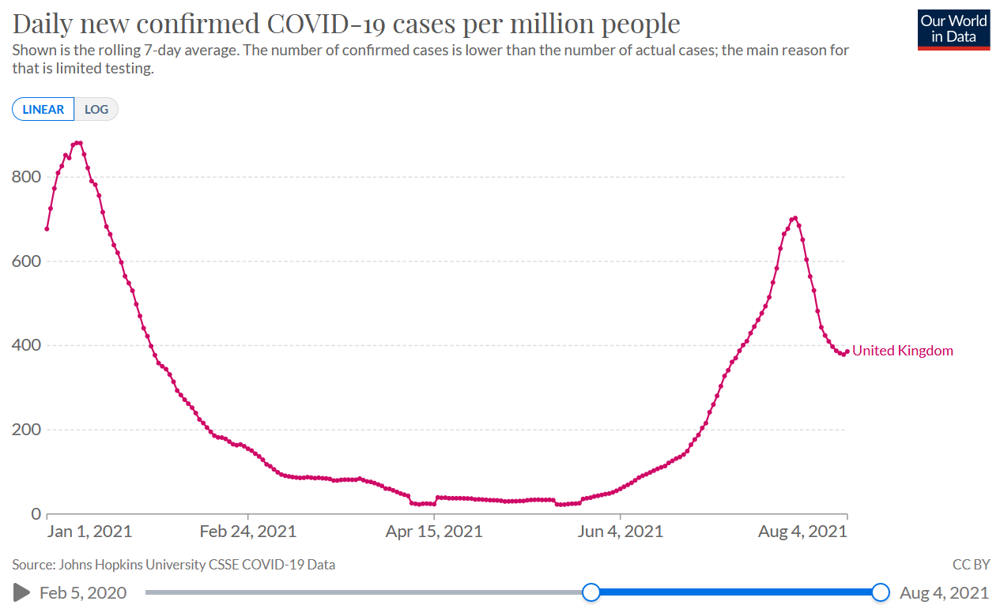 Daily new confirmed COVID-19 cases per million people
Our World
in Data
Shown is the rolling 7-day average. The number of confirmed cases is lower than the number of actual cases; the main reason for
that is limited testing.
LINEAR LOG
800
600
400
200
0
United Kingdom
Jan 1, 2021 Feb 24, 2021 Apr 15, 2021 Jun 4, 2021 Aug 4, 2021
Source: Johns Hopkins University CSSE COVID-19 Data CC BY
Feb 5, 2020 Aug 4, 2021